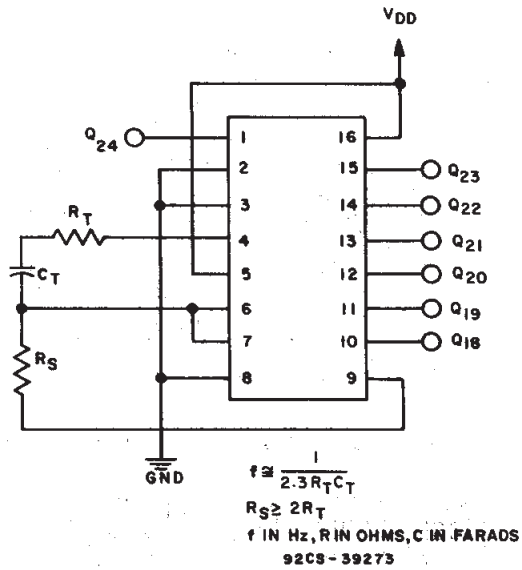 VDD
Q24
1
16
2
15
Q23
3
14
Q22
RT
4
13
Q21
CT
5
12
Q20
6
11
Q19
RS
7
10
Q18
8
9
GND
f ≅ 1 / 2.3 RTCT
RS ≥ 2RT
f IN Hz, R IN OHMS, C IN FARADS
92CS-39273